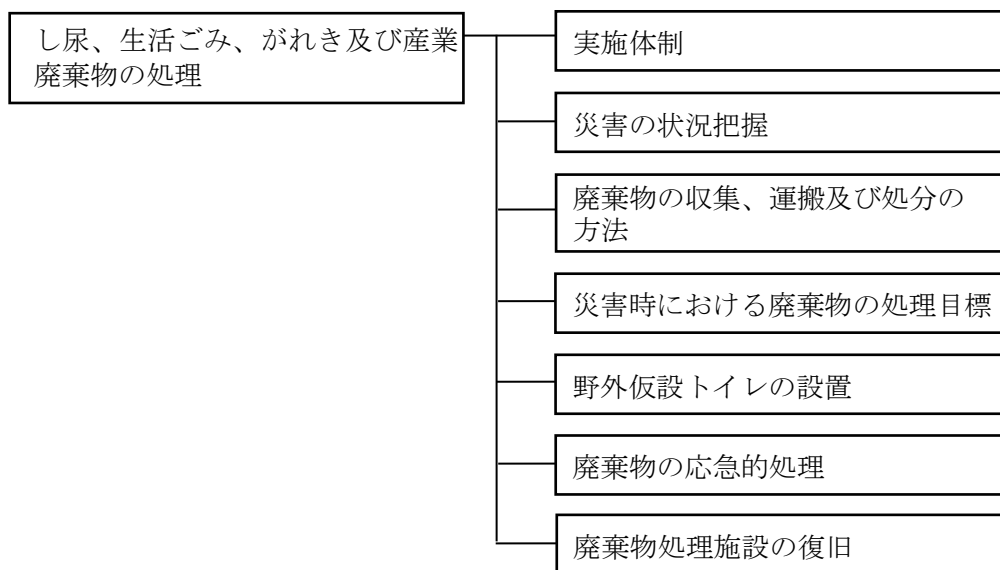 し尿、生活ごみ、がれき及び産業
廃棄物の処理
実施体制
災害の状況把握
廃棄物の収集、運搬及び処分の
方法
災害時における廃棄物の処理目標
野外仮設トイレの設置
廃棄物の応急的処理
廃棄物処理施設の復旧